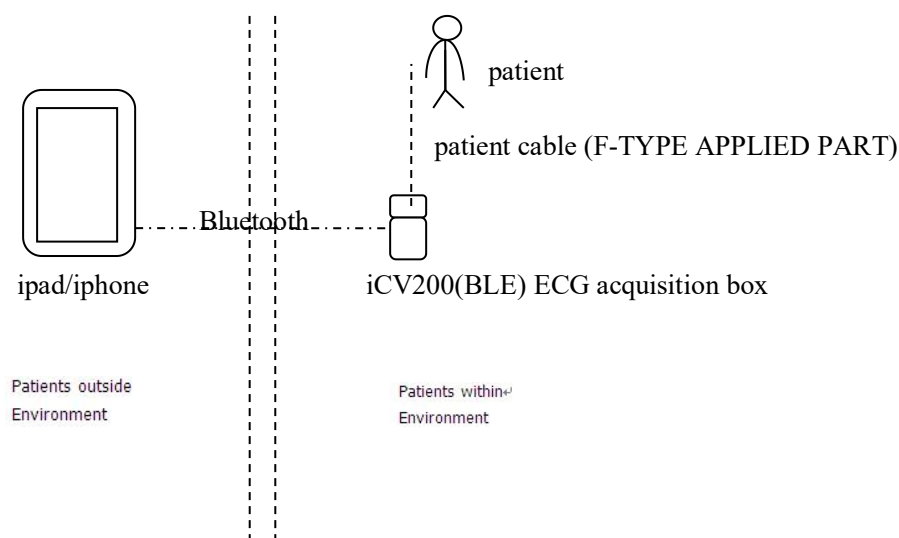 patient
patient cable (F-TYPE APPLIED PART)
Bluetooth
ipad/iphone
iCV200(BLE) ECG acquisition box
Patients outside
Environment
Patients within↵
Environment